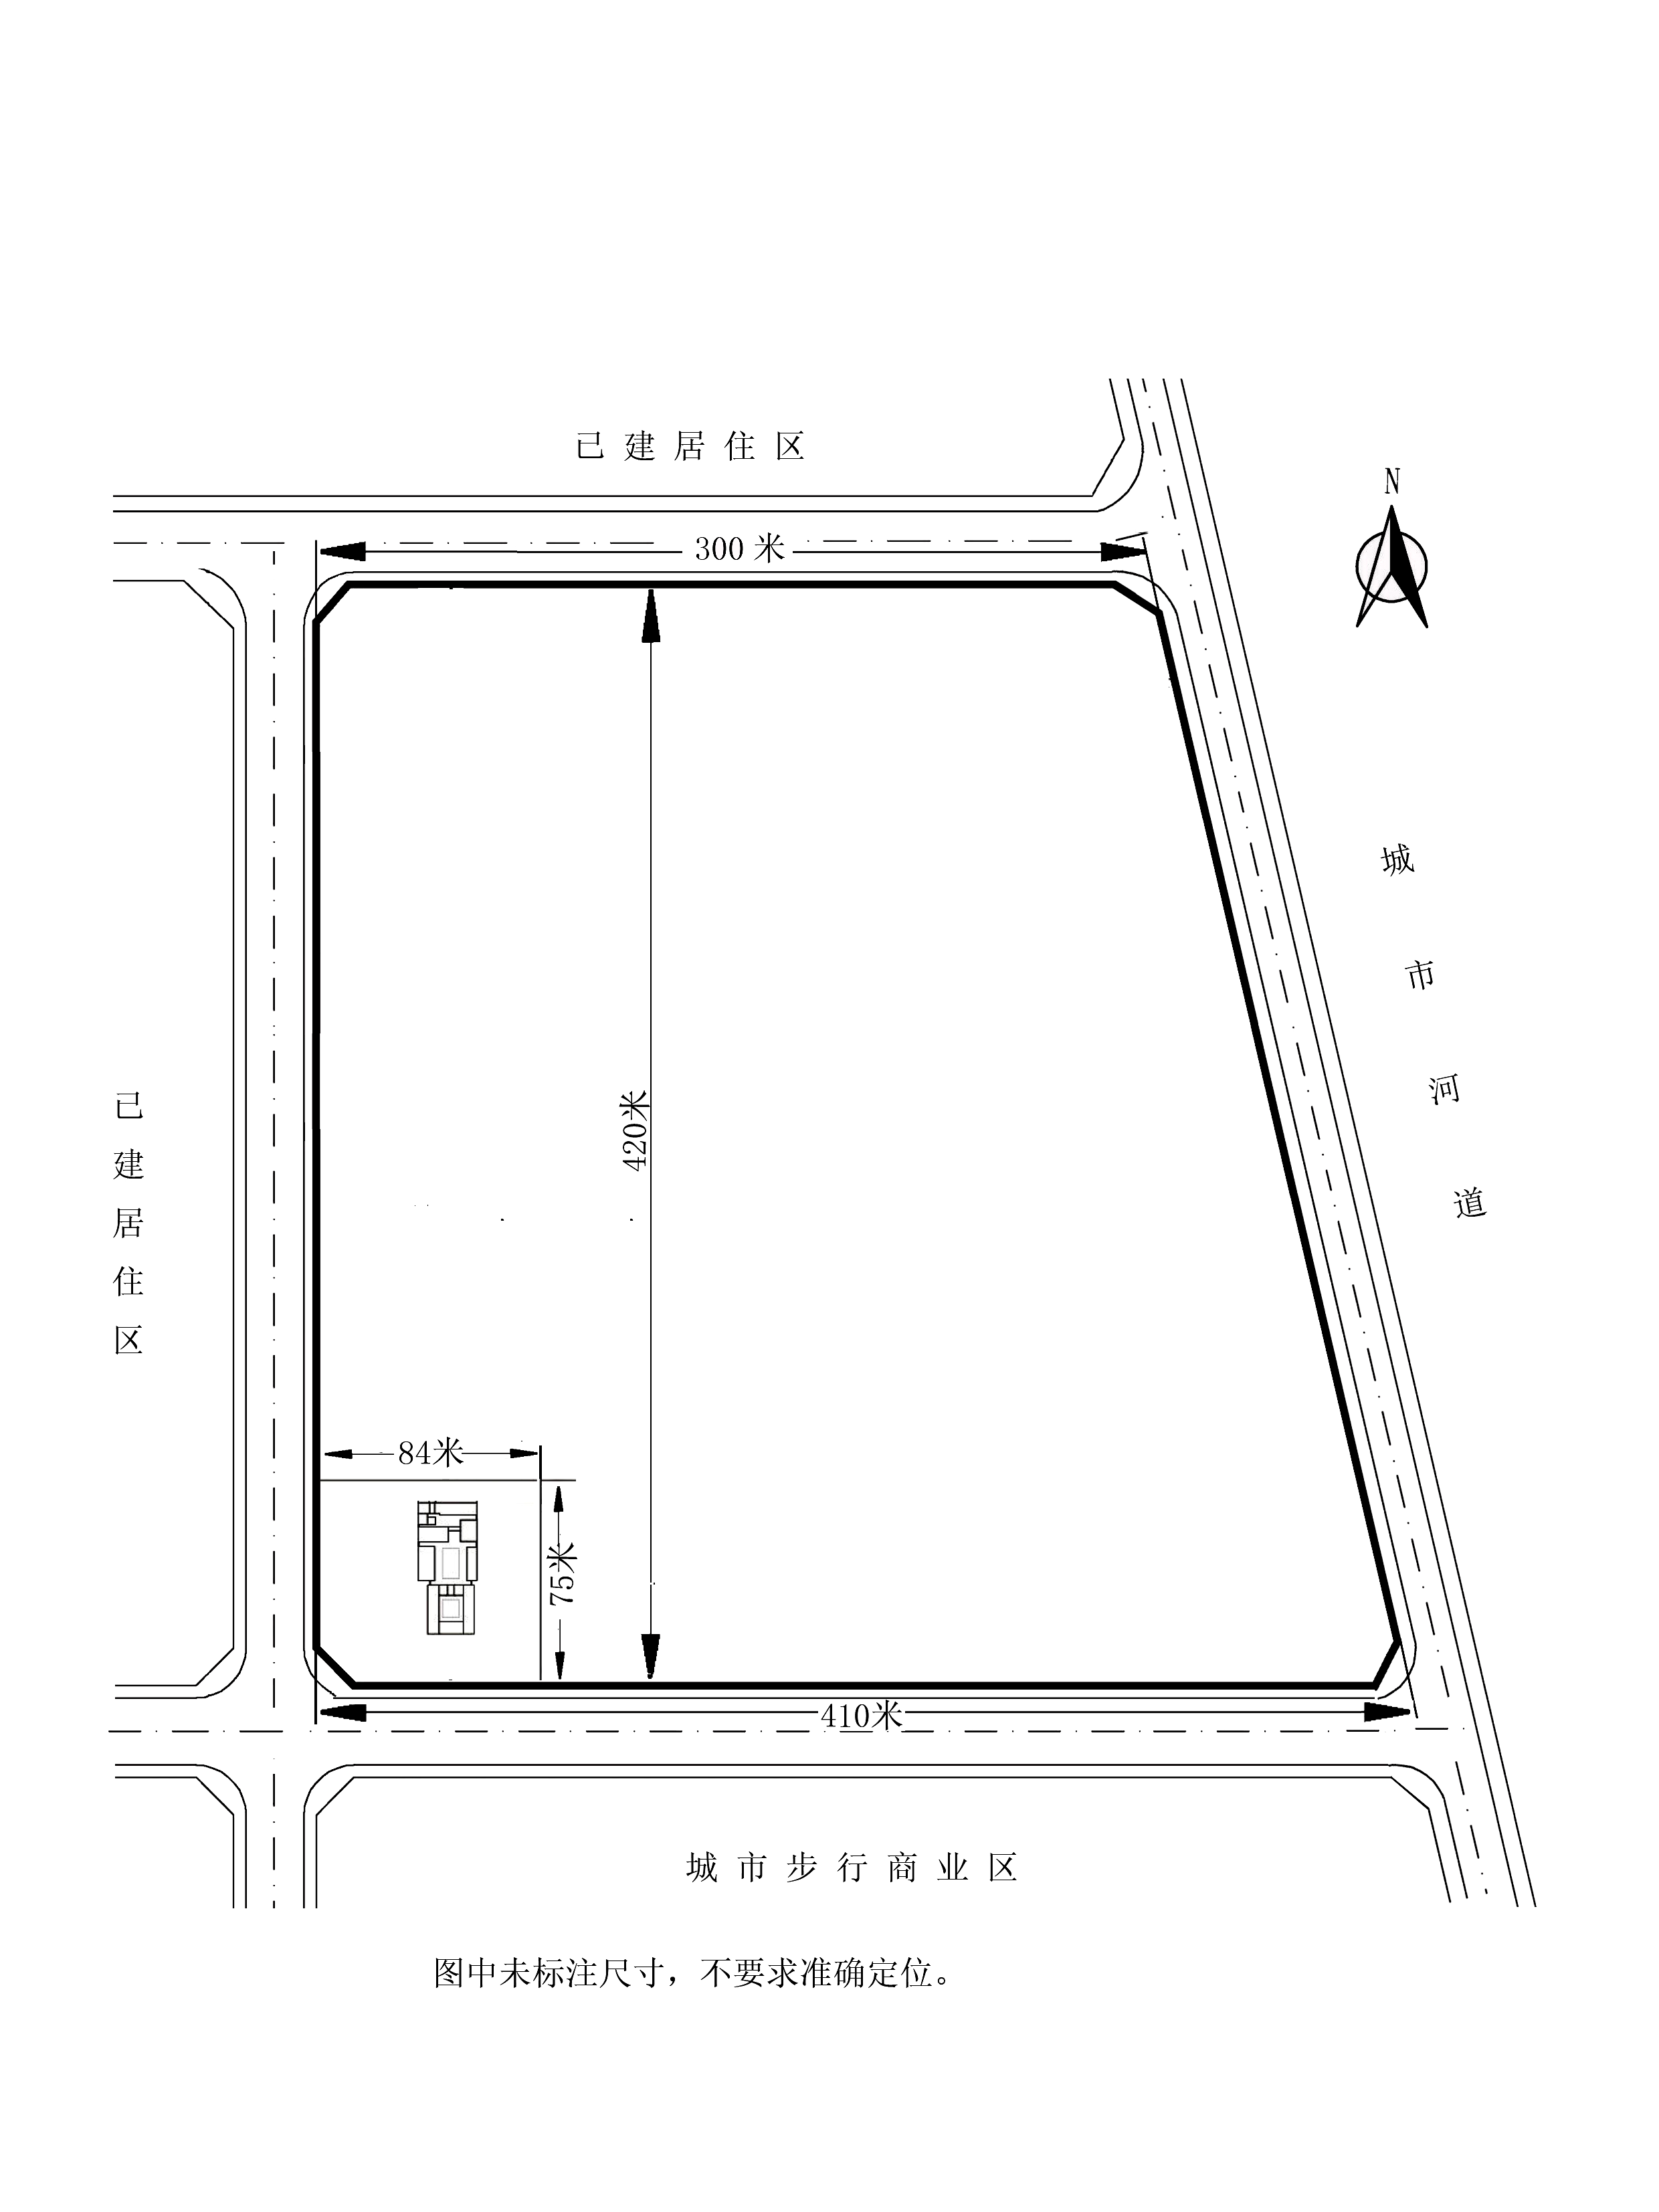 已建居住区
N
300米
城市河道
420米
已建居住区
84米
75米
410米
城市步行商业区
图中未标注尺寸，不要求准确定位。